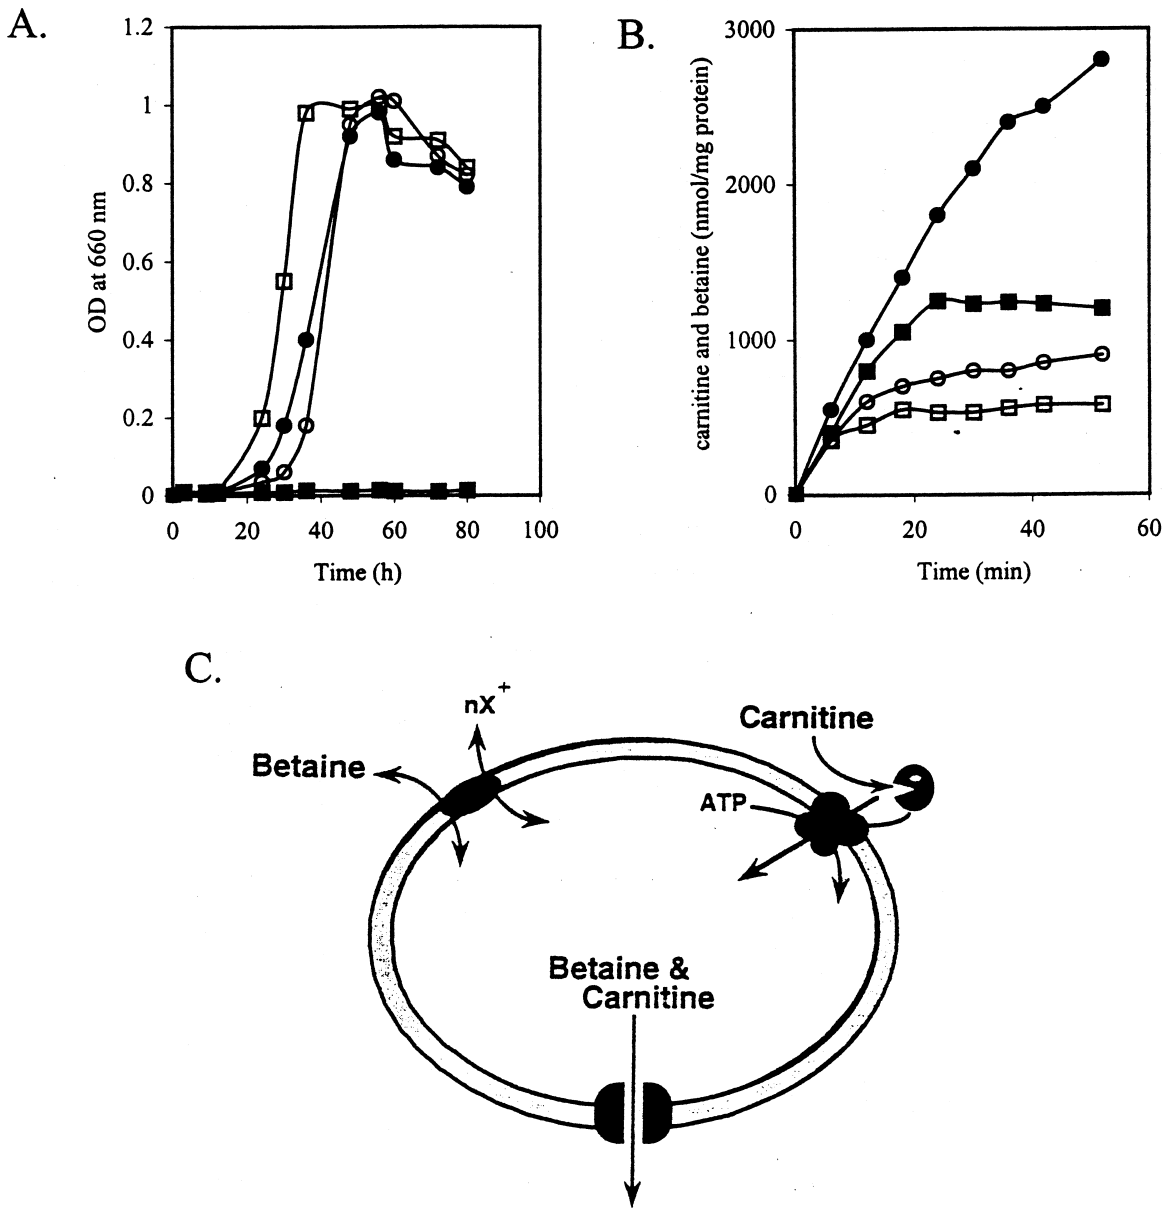 A.
1.2
1
0.8
0.6
0.4
0.2
0
OD at 660 nm
0 20 40 60 80 100
Time (h)
B.
3000
2000
1000
0
carnitine and betaine (nmol/mg protein)
0 20 40 60
Time (min)
C.
nX+
Betaine
Carnitine
ATP
Betaine &
Carnitine